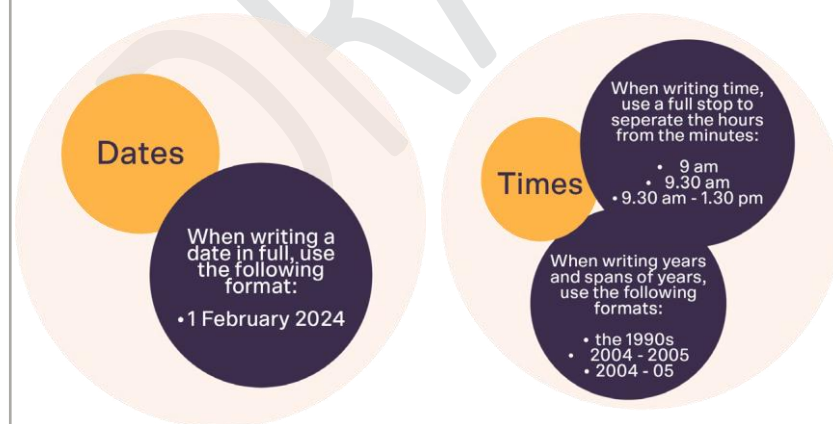 Dates
When writing a
date in full, use
the following
format:
•1 February 2024
Times
When writing time,
use a full stop to
seperate the hours
from the minutes:
• 9 am
• 9.30 am
•9.30 am - 1.30 pm
When writing years
and spans of years,
use the following
formats:
• the 1990s
• 2004 - 2005
• 2004 - 05